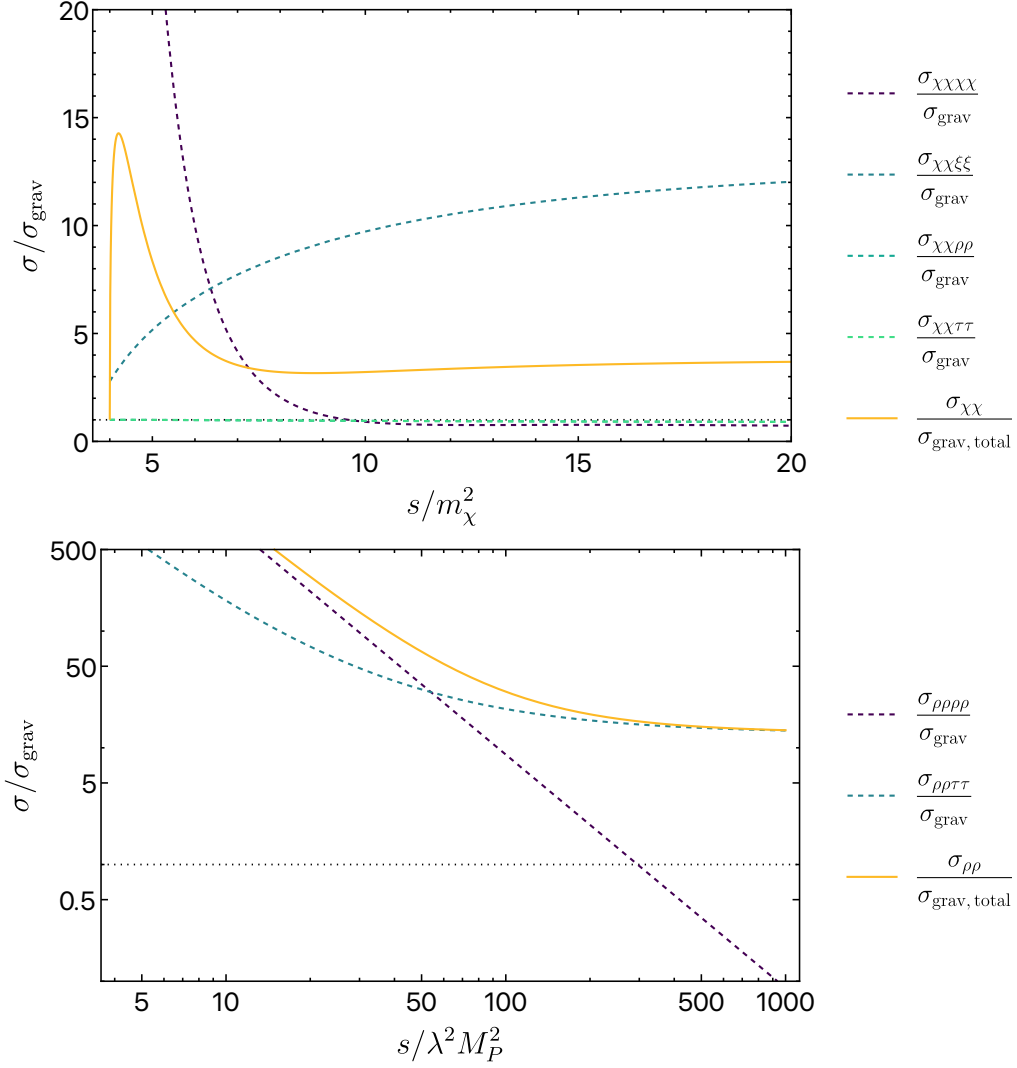 20
15
10
5
0
σ/σ_grav
5 10 15 20
s/m_χ^2
σ_χχχχ
σ_grav
σ_χχξξ
σ_grav
σ_χχρρ
σ_grav
σ_χχττ
σ_grav
σ_χχ
σ_grav, total
500
50
5
0.5
σ/σ_grav
5 10 50 100 500 1000
s/λ^2 M_P^2
σ_ρρρρ
σ_grav
σ_ρρττ
σ_grav
σ_ρρ
σ_grav, total